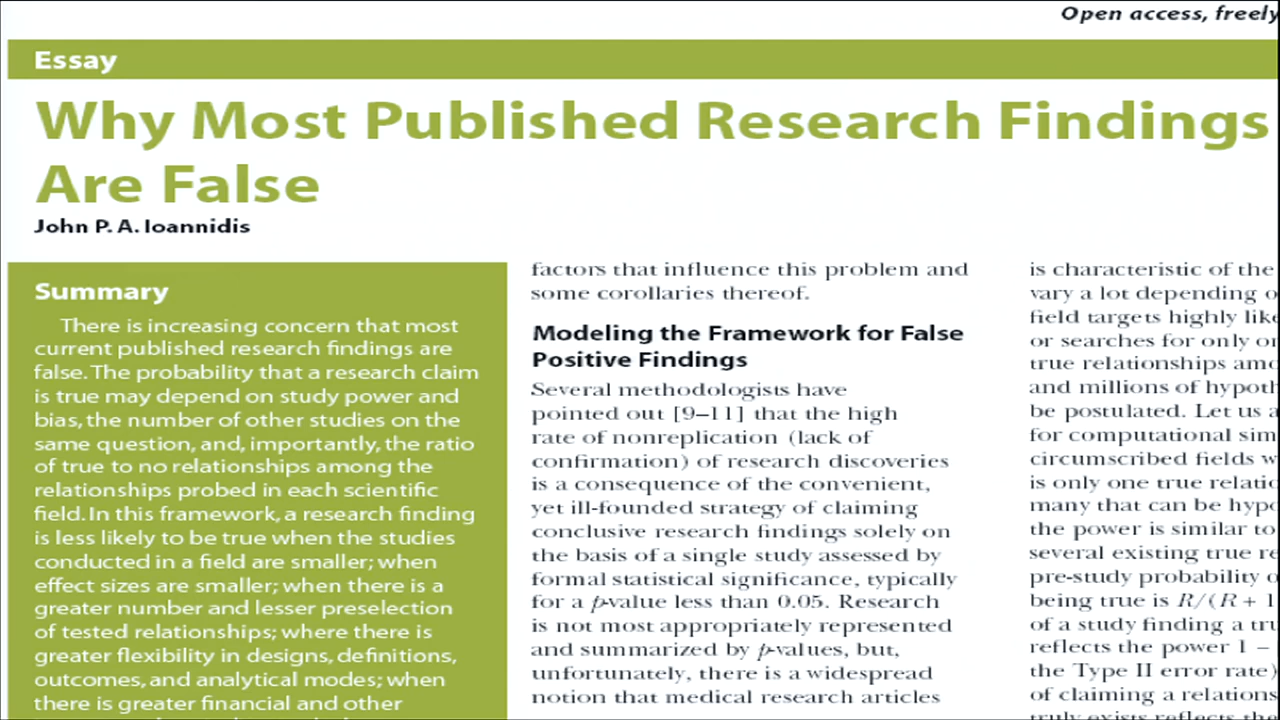 Open access, freely
Essay
Why Most Published Research Findings
Are False
John P. A. Ioannidis
Summary
There is increasing concern that most
current published research findings are
false. The probability that a research claim
is true may depend on study power and
bias, the number of other studies on the
same question, and, importantly, the ratio
of true to no relationships among the
relationships probed in each scientific
field. In this framework, a research finding
is less likely to be true when the studies
conducted in a field are smaller; when
effect sizes are smaller; when there is a
greater number and lesser preselection
of tested relationships; where there is
greater flexibility in designs, definitions,
outcomes, and analytical modes; when
there is greater financial and other
factors that influence this problem and
some corollaries thereof.
Modeling the Framework for False
Positive Findings
Several methodologists have
pointed out [9–11] that the high
rate of nonreplication (lack of
confirmation) of research discoveries
is a consequence of the convenient,
yet ill-founded strategy of claiming
conclusive research findings solely on
the basis of a single study assessed by
formal statistical significance, typically
for a p-value less than 0.05. Research
is not most appropriately represented
and summarized by p-values, but,
unfortunately, there is a widespread
notion that medical research articles
is characteristic of the
vary a lot depending o
field targets highly like
or searches for only on
true relationships amo
and millions of hypoth
be postulated. Let us a
for computational sim
circumscribed fields w
is only one true relatio
many that can be hypo
the power is similar to
several existing true re
pre-study probability o
being true is R/(R + 1
of a study finding a tru
reflects the power 1 –
the Type II error rate)
of claiming a relations
truly exists reflects the